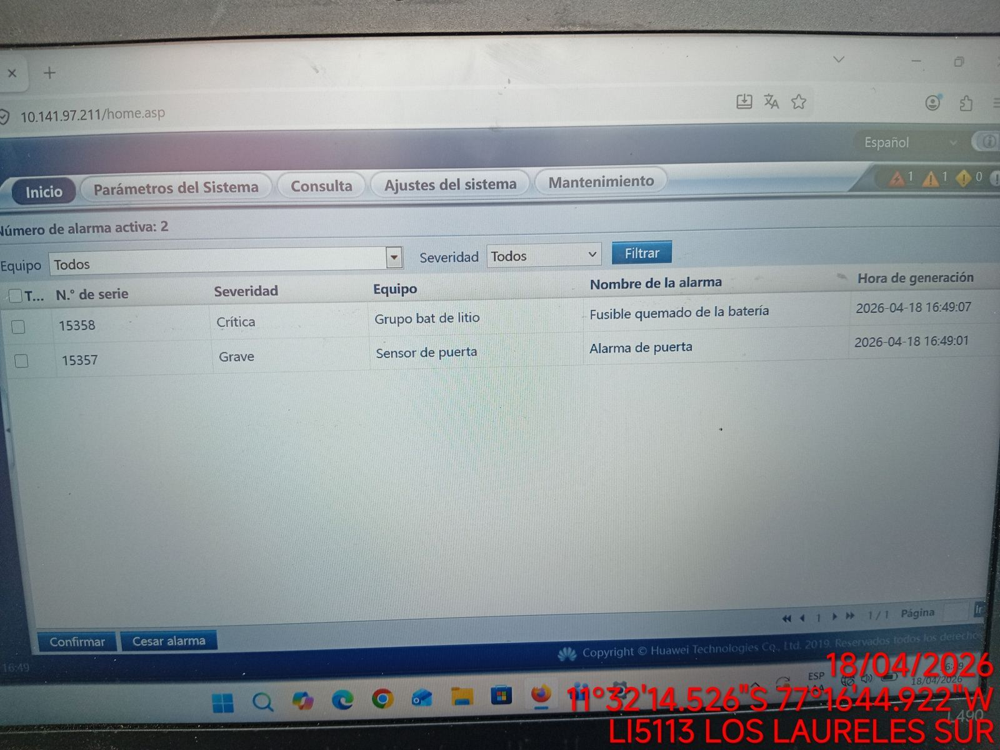 10.141.97.211/home.asp
Español
Inicio Parámetros del Sistema Consulta Ajustes del sistema Mantenimiento 1 1 0
Número de alarma activa: 2
Equipo Todos Severidad Todos Filtrar
T... N.° de serie Severidad Equipo Nombre de la alarma Hora de generación
15358 Crítica Grupo bat de litio Fusible quemado de la batería 2026-04-18 16:49:07
15357 Grave Sensor de puerta Alarma de puerta 2026-04-18 16:49:01
1 1 / 1 Página Ir
Confirmar Cesar alarma
Copyright © Huawei Technologies Co., Ltd. 2019. Reservados todos los derechos
16:49
ESP
18/04/2026
18/04/2026
11°32'14.526"S 77°16'44.922"W
L490
LI5113 LOS LAURELES SUR